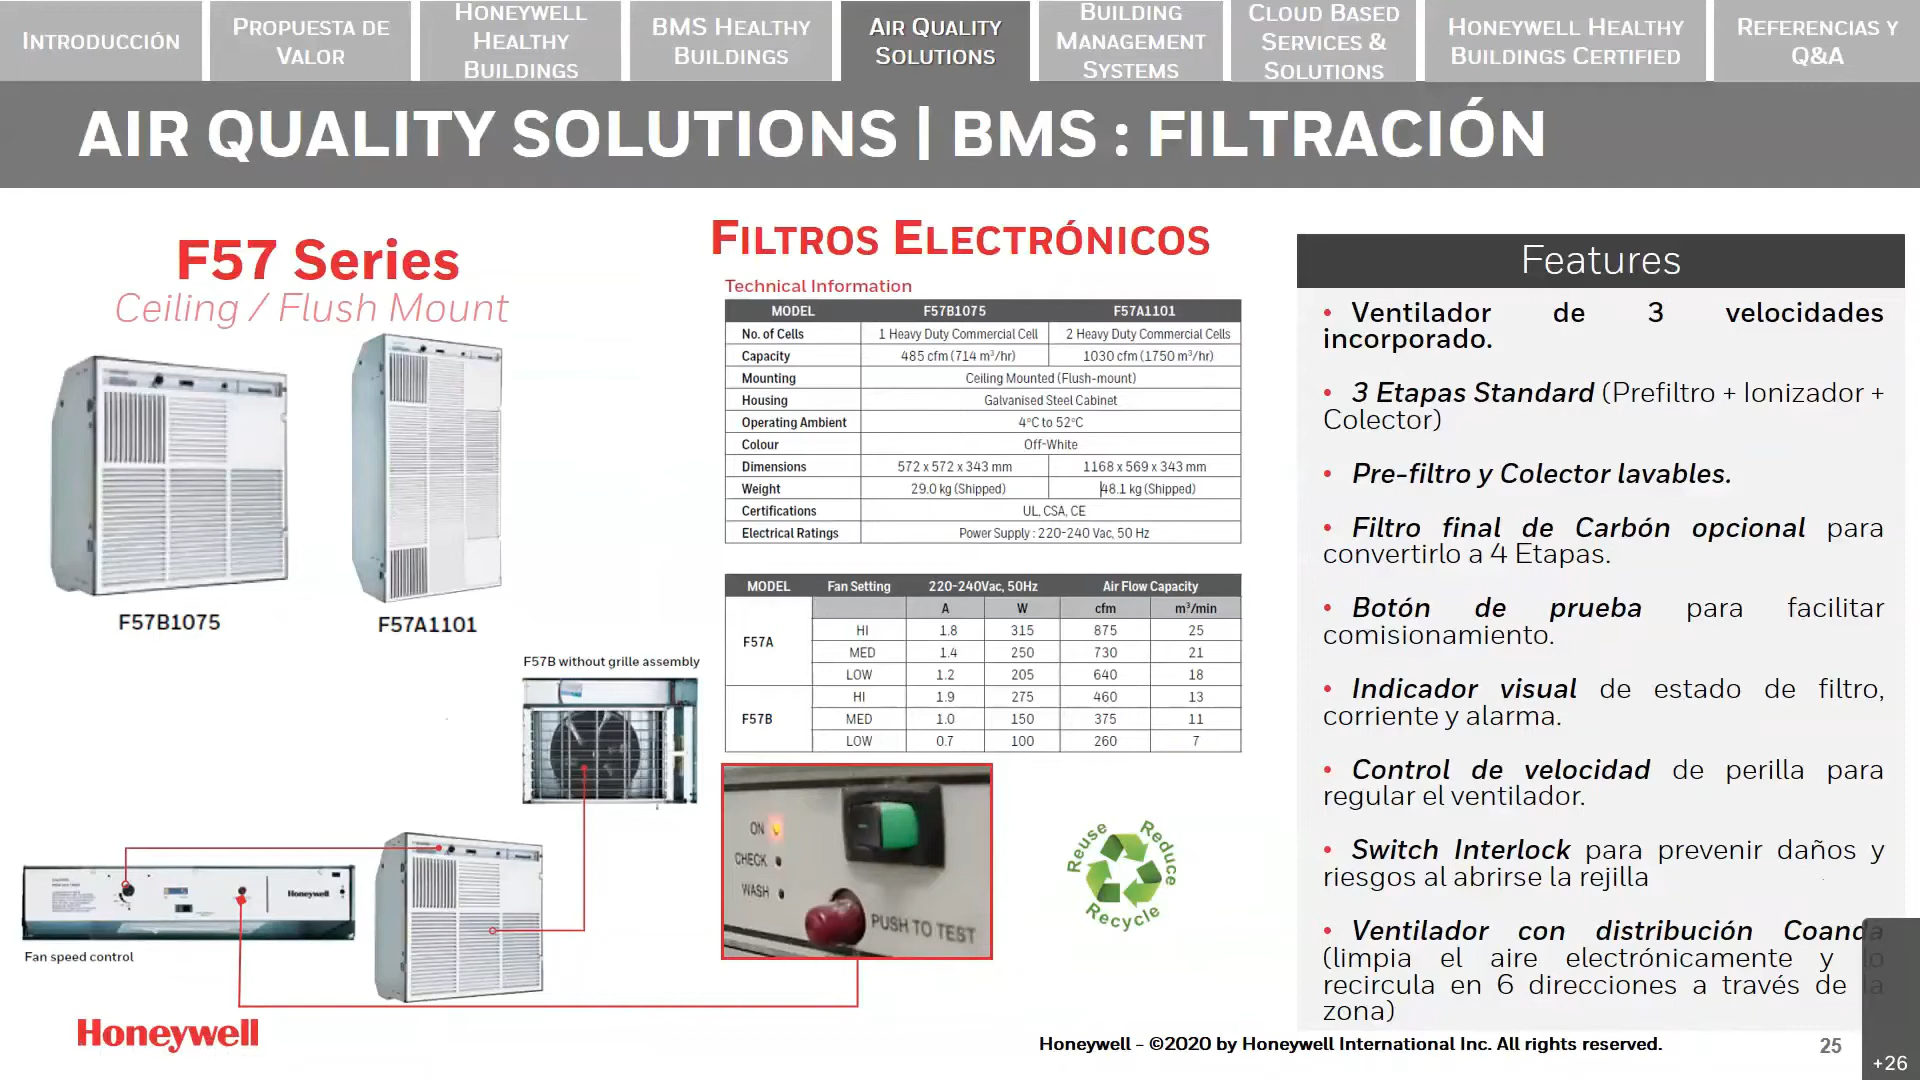 INTRODUCCIÓN
PROPUESTA DE
VALOR
HONEYWELL
HEALTHY
BUILDINGS
BMS HEALTHY
BUILDINGS
AIR QUALITY
SOLUTIONS
BUILDING
MANAGEMENT
SYSTEMS
CLOUD BASED
SERVICES &
SOLUTIONS
HONEYWELL HEALTHY
BUILDINGS CERTIFIED
REFERENCIAS Y
Q&A
AIR QUALITY SOLUTIONS | BMS : FILTRACIÓN
F57 Series
Ceiling / Flush Mount
F57B1075
F57A1101
F57B without grille assembly
Honeywell
Fan speed control
FILTROS ELECTRÓNICOS
Technical Information
MODEL F57B1075 F57A1101
No. of Cells 1 Heavy Duty Commercial Cell 2 Heavy Duty Commercial Cells
Capacity 485 cfm (714 m³/hr) 1030 cfm (1750 m³/hr)
Mounting Ceiling Mounted (Flush-mount)
Housing Galvanised Steel Cabinet
Operating Ambient 4°C to 52°C
Colour Off-White
Dimensions 572 x 572 x 343 mm 1168 x 569 x 343 mm
Weight 29.0 kg (Shipped) 48.1 kg (Shipped)
Certifications UL, CSA, CE
Electrical Ratings Power Supply : 220-240 Vac, 50 Hz
MODEL Fan Setting 220-240Vac, 50Hz Air Flow Capacity
A W cfm m³/min
F57A
HI 1.8 315 875 25
MED 1.4 250 730 21
LOW 1.2 205 640 18
F57B
HI 1.9 275 460 13
MED 1.0 150 375 11
LOW 0.7 100 260 7
ON
CHECK
WASH
PUSH TO TEST
Reuse Reduce
Recycle
Features
• Ventilador de 3 velocidades
incorporado.
• 3 Etapas Standard (Prefiltro + Ionizador +
Colector)
• Pre-filtro y Colector lavables.
• Filtro final de Carbón opcional para
convertirlo a 4 Etapas.
• Botón de prueba para facilitar
comisionamiento.
• Indicador visual de estado de filtro,
corriente y alarma.
• Control de velocidad de perilla para
regular el ventilador.
• Switch Interlock para prevenir daños y
riesgos al abrirse la rejilla
• Ventilador con distribución Coanda
(limpia el aire electrónicamente y lo
recircula en 6 direcciones a través de la
zona)
Honeywell
Honeywell - ©2020 by Honeywell International Inc. All rights reserved.
25
+26